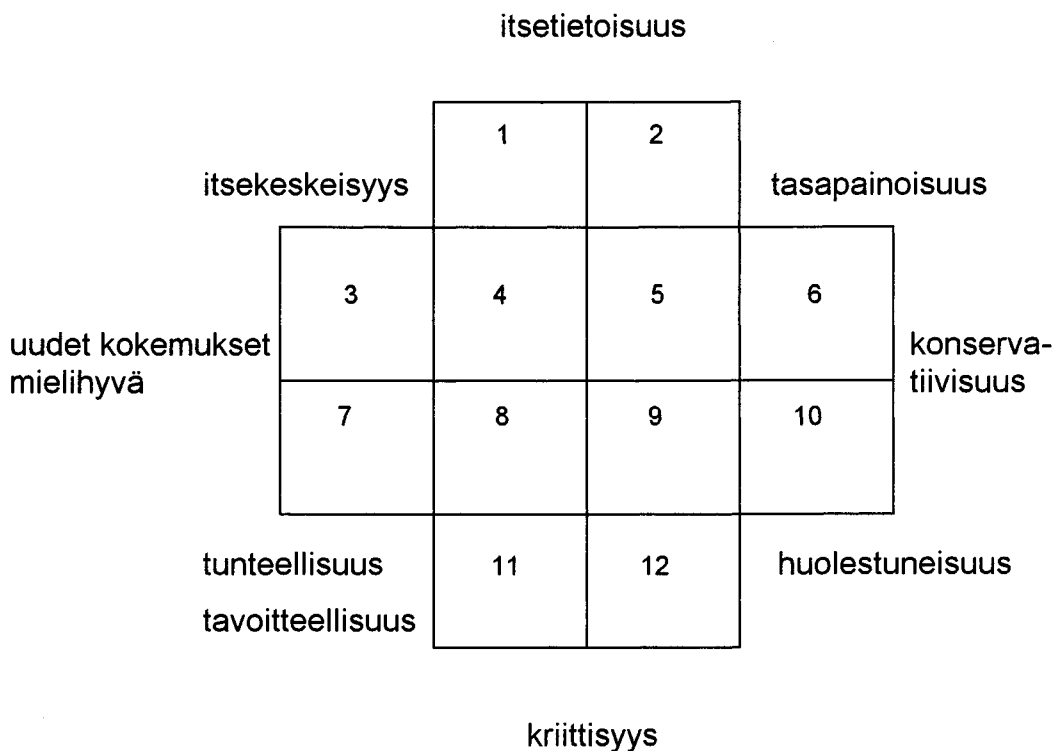 itsetietoisuus
1 2
itsekeskeisyys tasapainoisuus
3 4 5 6
uudet kokemukset konserva-
mielihyvä tiivisuus
7 8 9 10
tunteellisuus 11 12 huolestuneisuus
tavoitteellisuus
kriittisyys